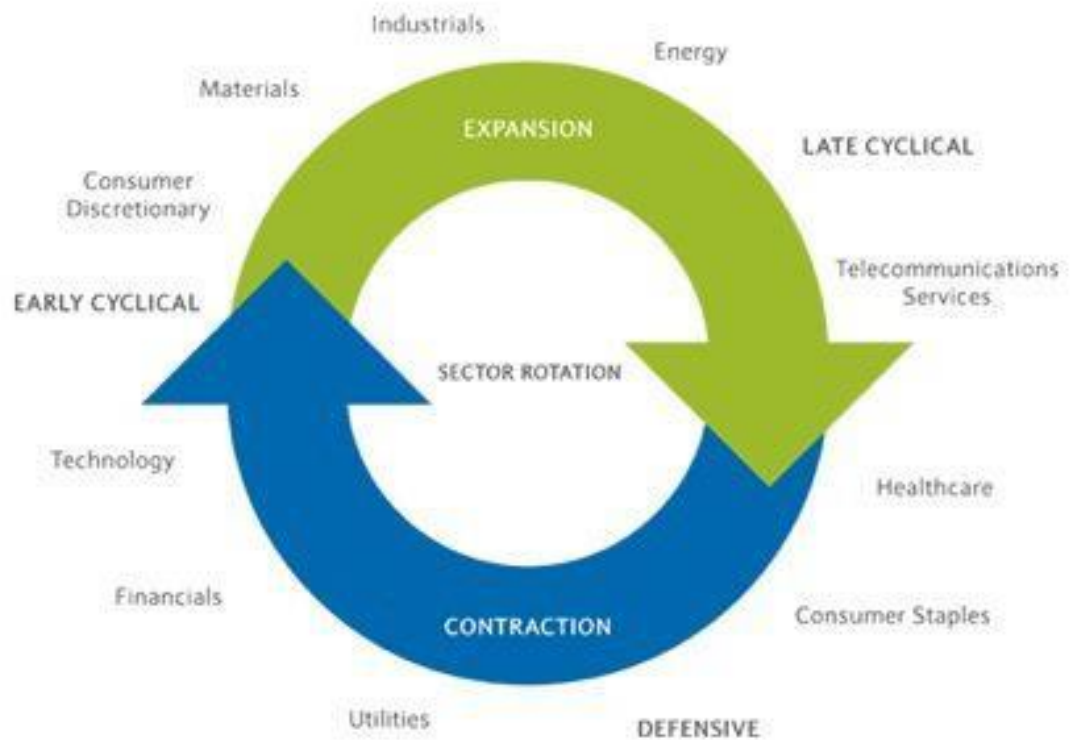 Industrials
Energy
Materials
EXPANSION
LATE CYCLICAL
Consumer
Discretionary
Telecommunications
Services
EARLY CYCLICAL
SECTOR ROTATION
Technology
Healthcare
Financials
Consumer Staples
CONTRACTION
Utilities
DEFENSIVE